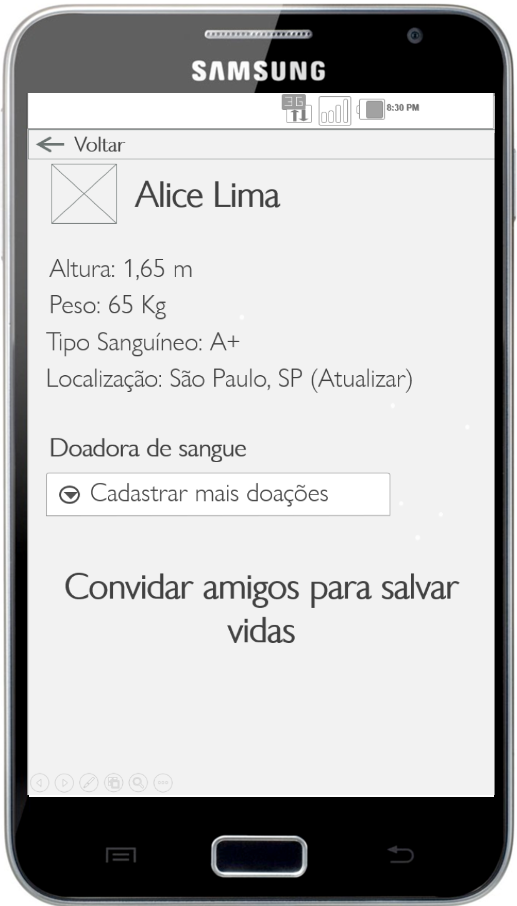 SAMSUNG
3G 8:30 PM
Voltar
Alice Lima
Altura: 1,65 m
Peso: 65 Kg
Tipo Sanguíneo: A+
Localização: São Paulo, SP (Atualizar)
Doadora de sangue
Cadastrar mais doações
Convidar amigos para salvar
vidas